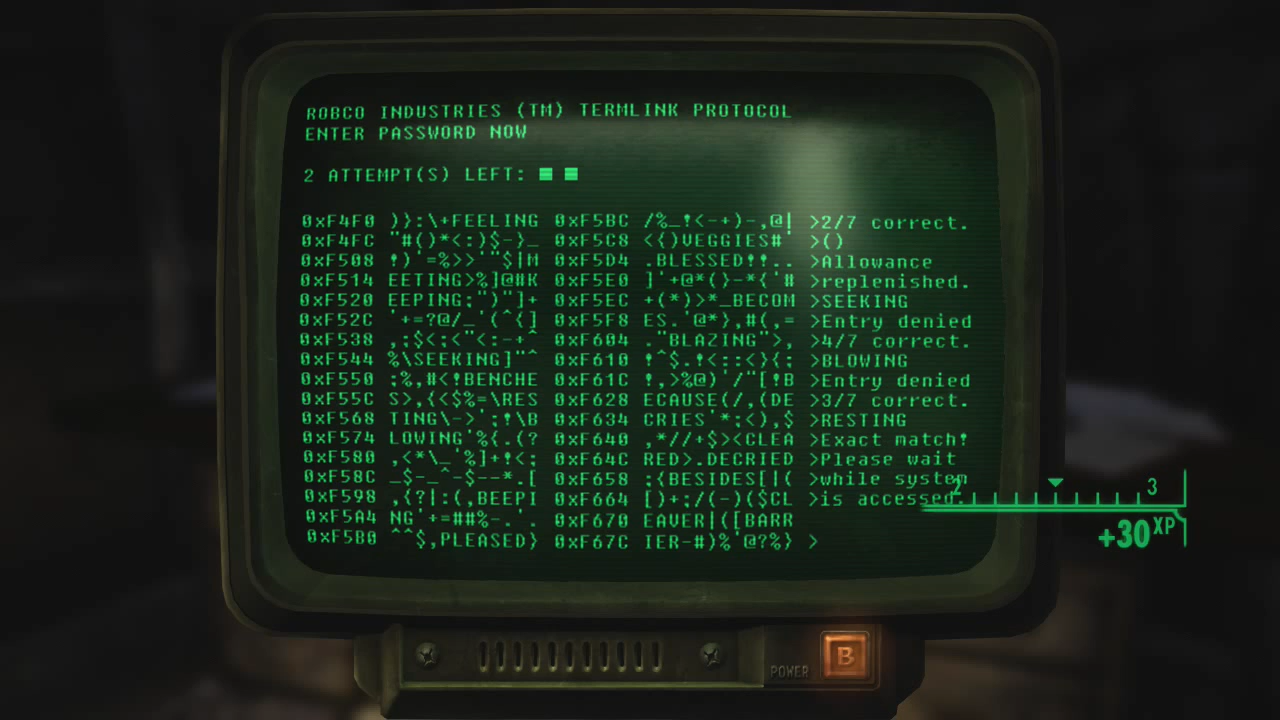 ROBCO INDUSTRIES (TM) TERMLINK PROTOCOL
ENTER PASSWORD NOW
2 ATTEMPT(S) LEFT:
0xF4F0 )}:\+FEELING 0xF5BC /%_!<-+)-,@| >2/7 correct.
0xF4FC "#()*<:)$-}_ 0xF5C8 <{)VEGGIES#' >()
0xF508 !)'=%>>'"$|M 0xF5D4 .BLESSED!!.. >Allowance
0xF514 EETING>%]@#K 0xF5E0 ]'+@*(}-*{'# >replenished.
0xF520 EEPING;")"]+ 0xF5EC +(*)>*_BECOM >SEEKING
0xF52C '+=?@/_'(^{] 0xF5F8 ES.'@*},#(,= >Entry denied
0xF538 ,;$<;<"<:-+^ 0xF604 ."BLAZING">, >4/7 correct.
0xF544 %\SEEKING]"^ 0xF610 !^$.!<::<}{; >BLOWING
0xF550 ;%,#<!BENCHE 0xF61C !,>%@)'/"[!B >Entry denied
0xF55C S>,{<$%=\RES 0xF628 ECAUSE(/,(DE >3/7 correct.
0xF568 TING\->`;!\B 0xF634 CRIES'*;<),$ >RESTING
0xF574 LOWING'%{.(? 0xF640 ,*//+$><CLEA >Exact match!
0xF580 ,<*\_'%]+!<; 0xF64C RED>.DECRIED >Please wait
0xF58C _$-_^-$--*.[ 0xF658 ;{BESIDES[|( >while system
0xF598 ,{?|:(,BEEPI 0xF664 [)+;/(-)($CL >is accessed.
0xF5A4 NG'+=##%-.'. 0xF670 EAVER|([BARR
0xF5B0 ^^$,PLEASED} 0xF67C IER-#)%'@?%} >
2 3
+30 XP
POWER
B